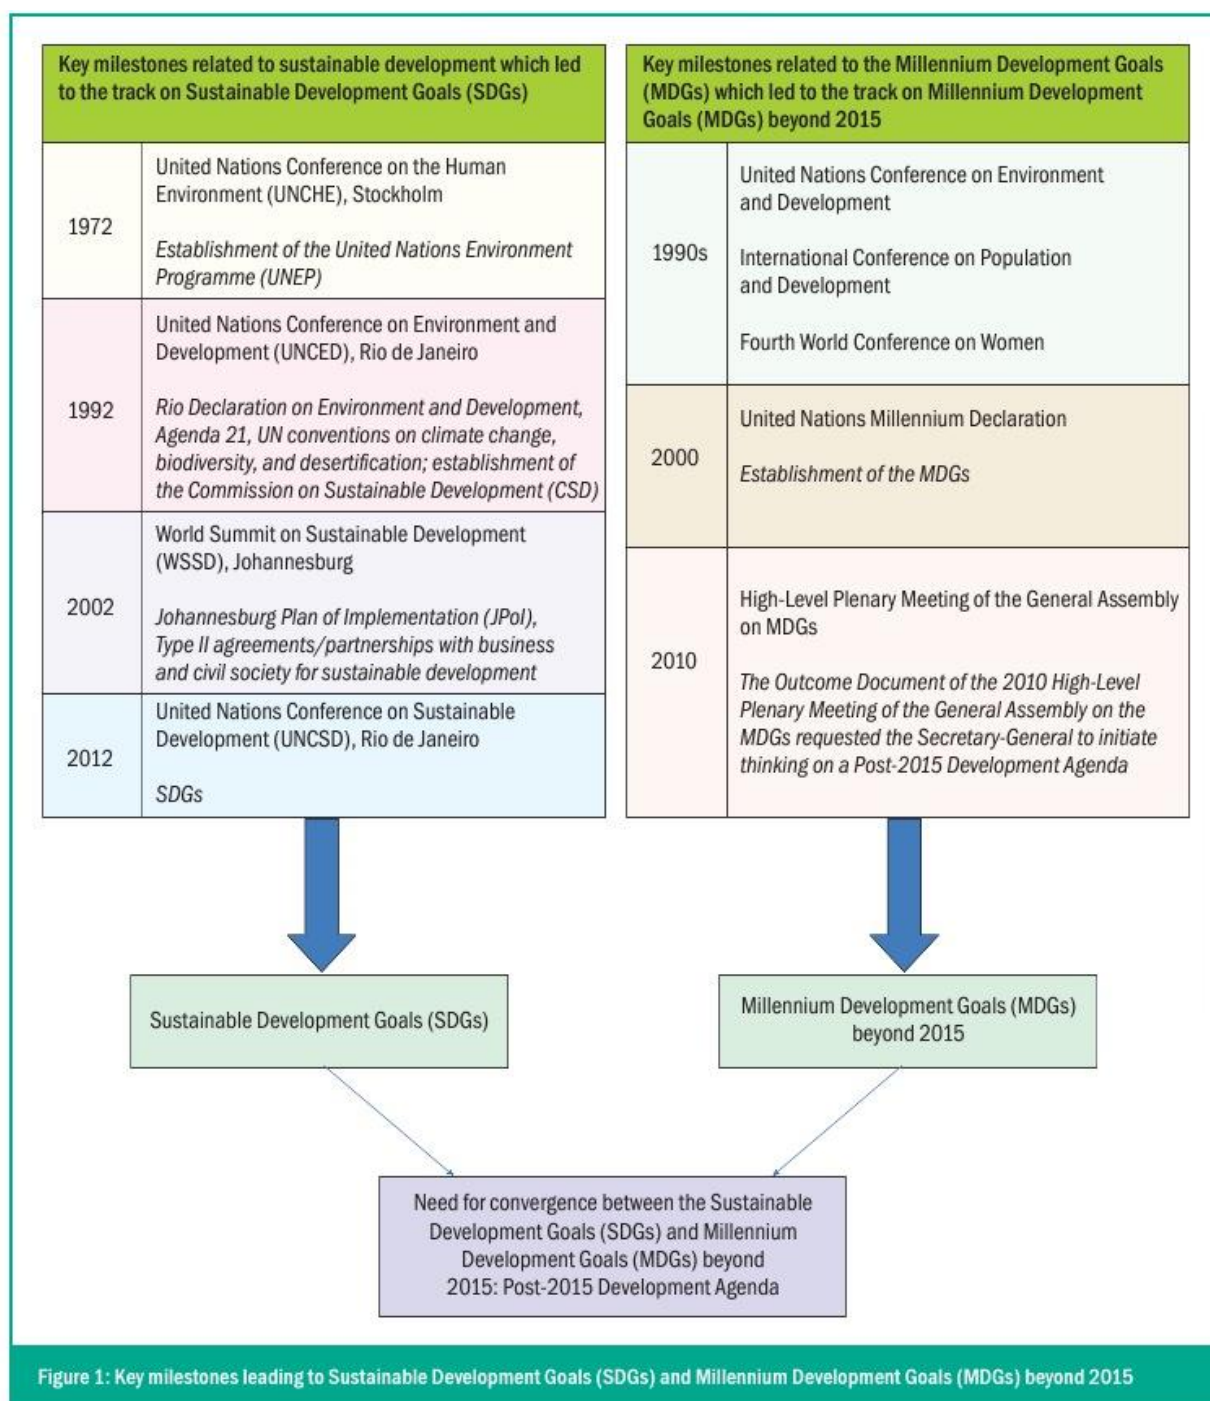 Key milestones related to sustainable development which led
to the track on Sustainable Development Goals (SDGs)
1972
United Nations Conference on the Human
Environment (UNCHE), Stockholm
Establishment of the United Nations Environment
Programme (UNEP)
1992
United Nations Conference on Environment and
Development (UNCED), Rio de Janeiro
Rio Declaration on Environment and Development,
Agenda 21, UN conventions on climate change,
biodiversity, and desertification; establishment of
the Commission on Sustainable Development (CSD)
2002
World Summit on Sustainable Development
(WSSD), Johannesburg
Johannesburg Plan of Implementation (JPoI),
Type II agreements/partnerships with business
and civil society for sustainable development
2012
United Nations Conference on Sustainable
Development (UNCSD), Rio de Janeiro
SDGs
Key milestones related to the Millennium Development Goals
(MDGs) which led to the track on Millennium Development
Goals (MDGs) beyond 2015
1990s
United Nations Conference on Environment
and Development
International Conference on Population
and Development
Fourth World Conference on Women
2000
United Nations Millennium Declaration
Establishment of the MDGs
2010
High-Level Plenary Meeting of the General Assembly
on MDGs
The Outcome Document of the 2010 High-Level
Plenary Meeting of the General Assembly on the
MDGs requested the Secretary-General to initiate
thinking on a Post-2015 Development Agenda
Sustainable Development Goals (SDGs)
Millennium Development Goals (MDGs)
beyond 2015
Need for convergence between the Sustainable
Development Goals (SDGs) and Millennium
Development Goals (MDGs) beyond
2015: Post-2015 Development Agenda
Figure 1: Key milestones leading to Sustainable Development Goals (SDGs) and Millennium Development Goals (MDGs) beyond 2015